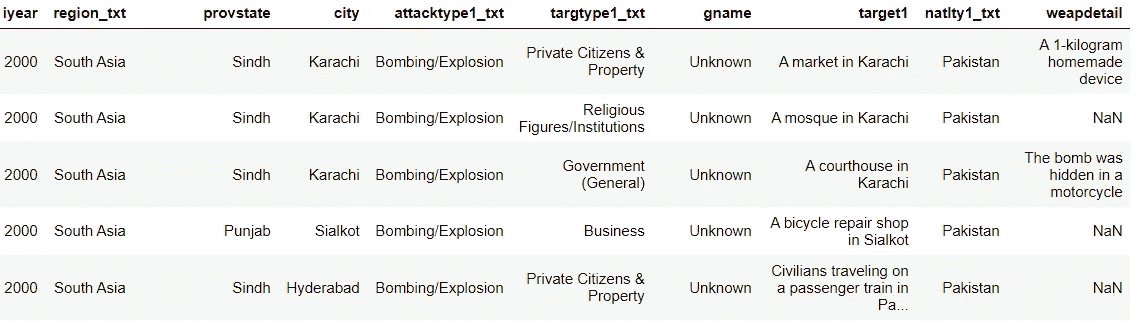 iyear region_txt provstate city attacktype1_txt targtype1_txt gname target1 natlty1_txt weapdetail
2000 South Asia Sindh Karachi Bombing/Explosion Private Citizens & Property Unknown A market in Karachi Pakistan A 1-kilogram homemade device
2000 South Asia Sindh Karachi Bombing/Explosion Religious Figures/Institutions Unknown A mosque in Karachi Pakistan NaN
2000 South Asia Sindh Karachi Bombing/Explosion Government (General) Unknown A courthouse in Karachi Pakistan The bomb was hidden in a motorcycle
2000 South Asia Punjab Sialkot Bombing/Explosion Business Unknown A bicycle repair shop in Sialkot Pakistan NaN
2000 South Asia Sindh Hyderabad Bombing/Explosion Private Citizens & Property Unknown Civilians traveling on a passenger train in Pa... Pakistan NaN